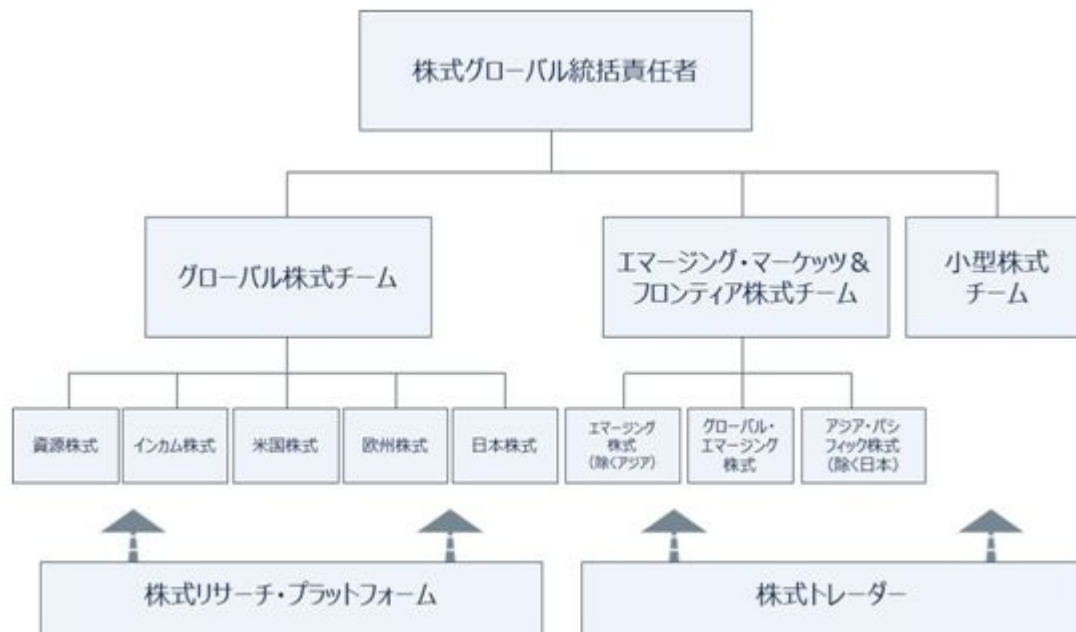 株式グローバル統括責任者
グローバル株式チーム
エマージング・マーケッツ＆
フロンティア株式チーム
小型株式
チーム
資源株式
インカム株式
米国株式
欧州株式
日本株式
エマージング
株式
(除くアジア)
グローバル・
エマージング
株式
アジア・パシ
フィック株式
(除く日本)
株式リサーチ・プラットフォーム
株式トレーダー